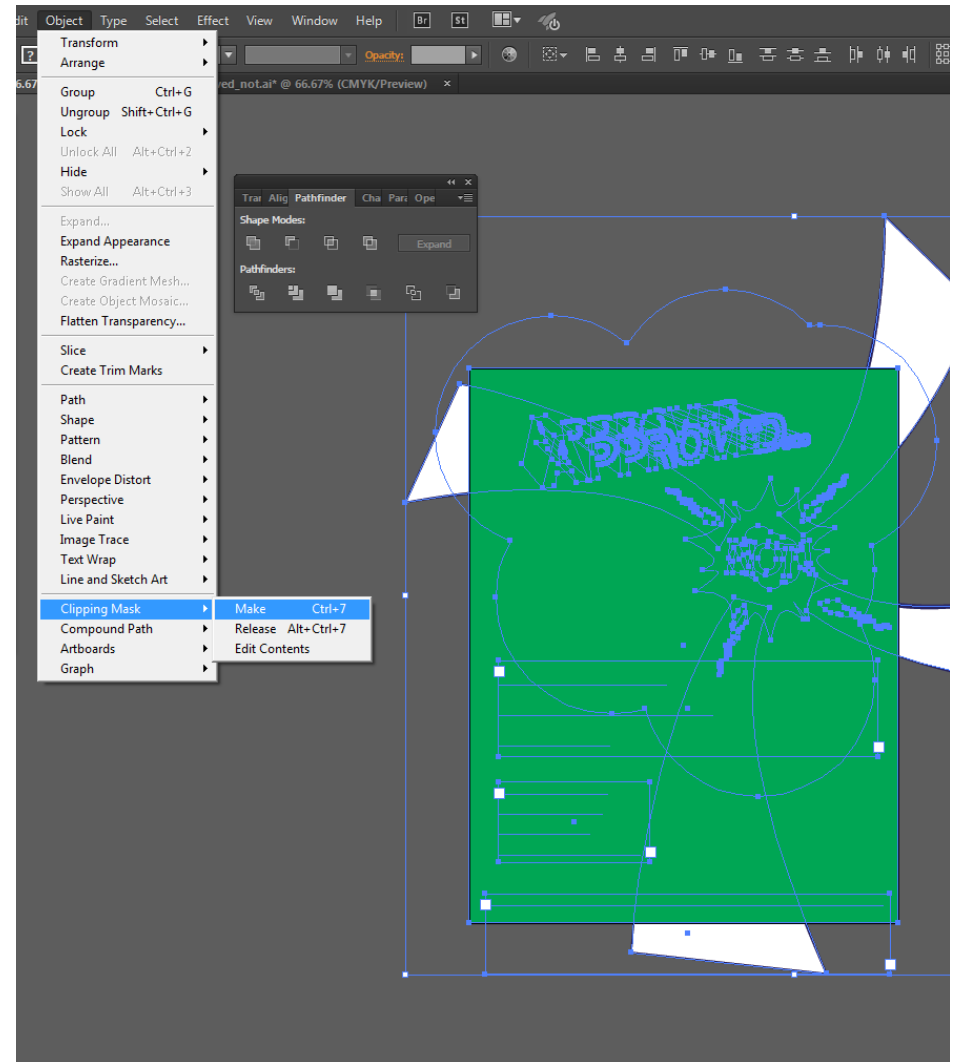 dit Object Type Select Effect View Window Help Br St
? Opacity:
6.67 ved_not.ai* @ 66.67% (CMYK/Preview) ×
Transform
Arrange
Group Ctrl+G
Ungroup Shift+Ctrl+G
Lock
Unlock All Alt+Ctrl+2
Hide
Show All Alt+Ctrl+3
Expand...
Expand Appearance
Rasterize...
Create Gradient Mesh...
Create Object Mosaic...
Flatten Transparency...
Slice
Create Trim Marks
Path
Shape
Pattern
Blend
Envelope Distort
Perspective
Live Paint
Image Trace
Text Wrap
Line and Sketch Art
Clipping Mask
Compound Path
Artboards
Graph
Make Ctrl+7
Release Alt+Ctrl+7
Edit Contents
Trar Alig Pathfinder Cha Para Ope
Shape Modes:
Expand
Pathfinders: